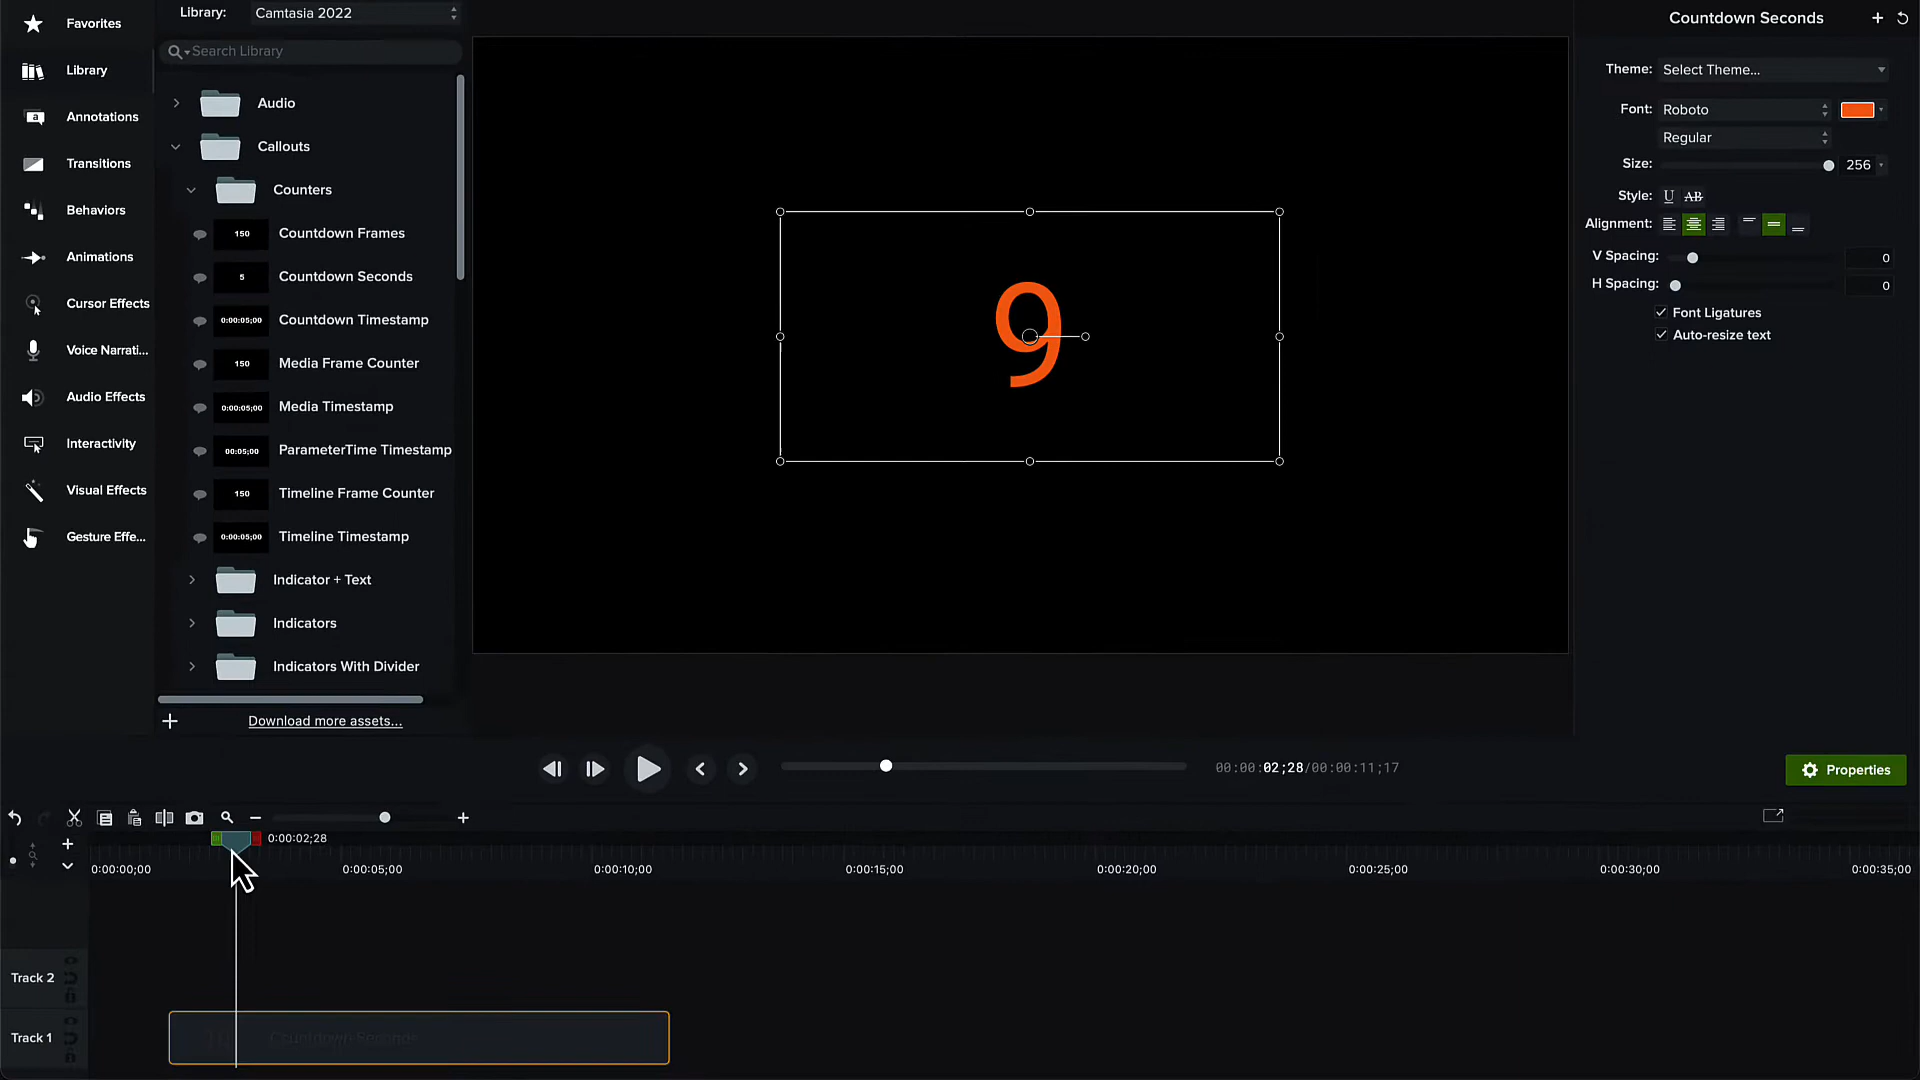 Favorites
Library
Annotations
Transitions
Behaviors
Animations
Cursor Effects
Voice Narrati...
Audio Effects
Interactivity
Visual Effects
Gesture Effe...
Library: Camtasia 2022
Search Library
Audio
Callouts
Counters
150 Countdown Frames
5 Countdown Seconds
0:00:05;00 Countdown Timestamp
150 Media Frame Counter
0:00:05;00 Media Timestamp
00:05;00 ParameterTime Timestamp
150 Timeline Frame Counter
0:00:05;00 Timeline Timestamp
Indicator + Text
Indicators
Indicators With Divider
Download more assets...
9
Countdown Seconds
Theme: Select Theme...
Font: Roboto
Regular
Size: 256
Style: U AB
Alignment:
V Spacing: 0
H Spacing: 0
Font Ligatures
Auto-resize text
00:00:02;28/00:00:11;17
Properties
0:00:02;28
0:00:00;00 0:00:05;00 0:00:10;00 0:00:15;00 0:00:20;00 0:00:25;00 0:00:30;00 0:00:35;00
Track 2
Track 1
Countdown Seconds